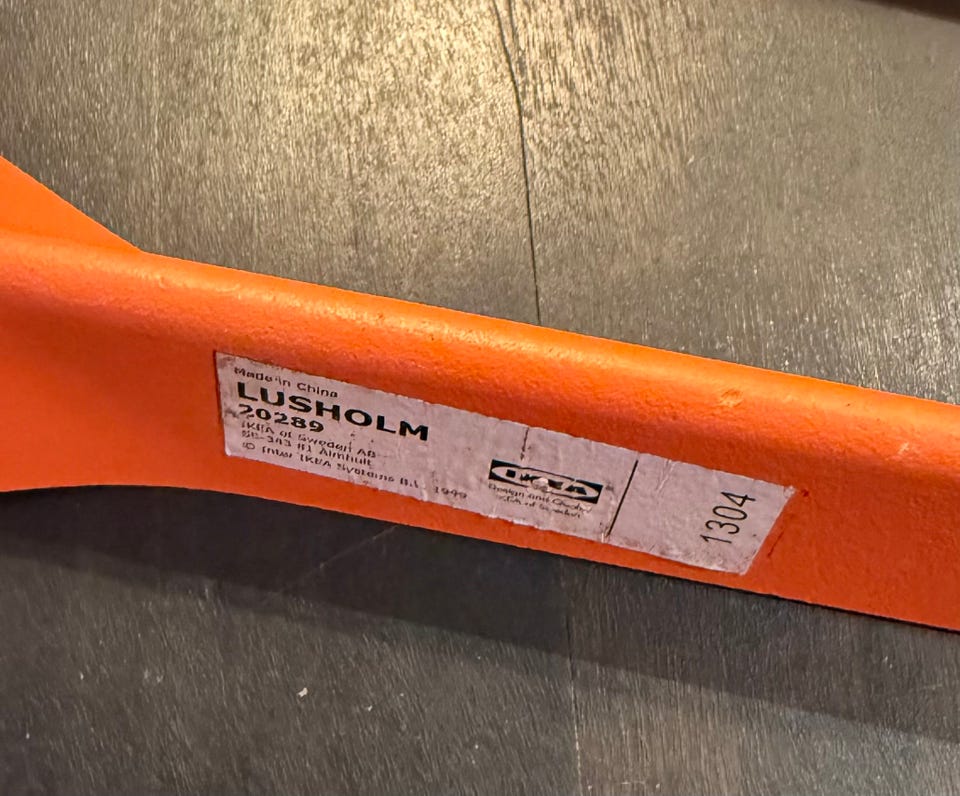 Made in China
LUSHOLM
20289
IKEA of Sweden AB
SE-343 81 Älmhult
© Inter IKEA Systems B.V. 1999
IKEA
Design and Quality
IKEA of Sweden
1304